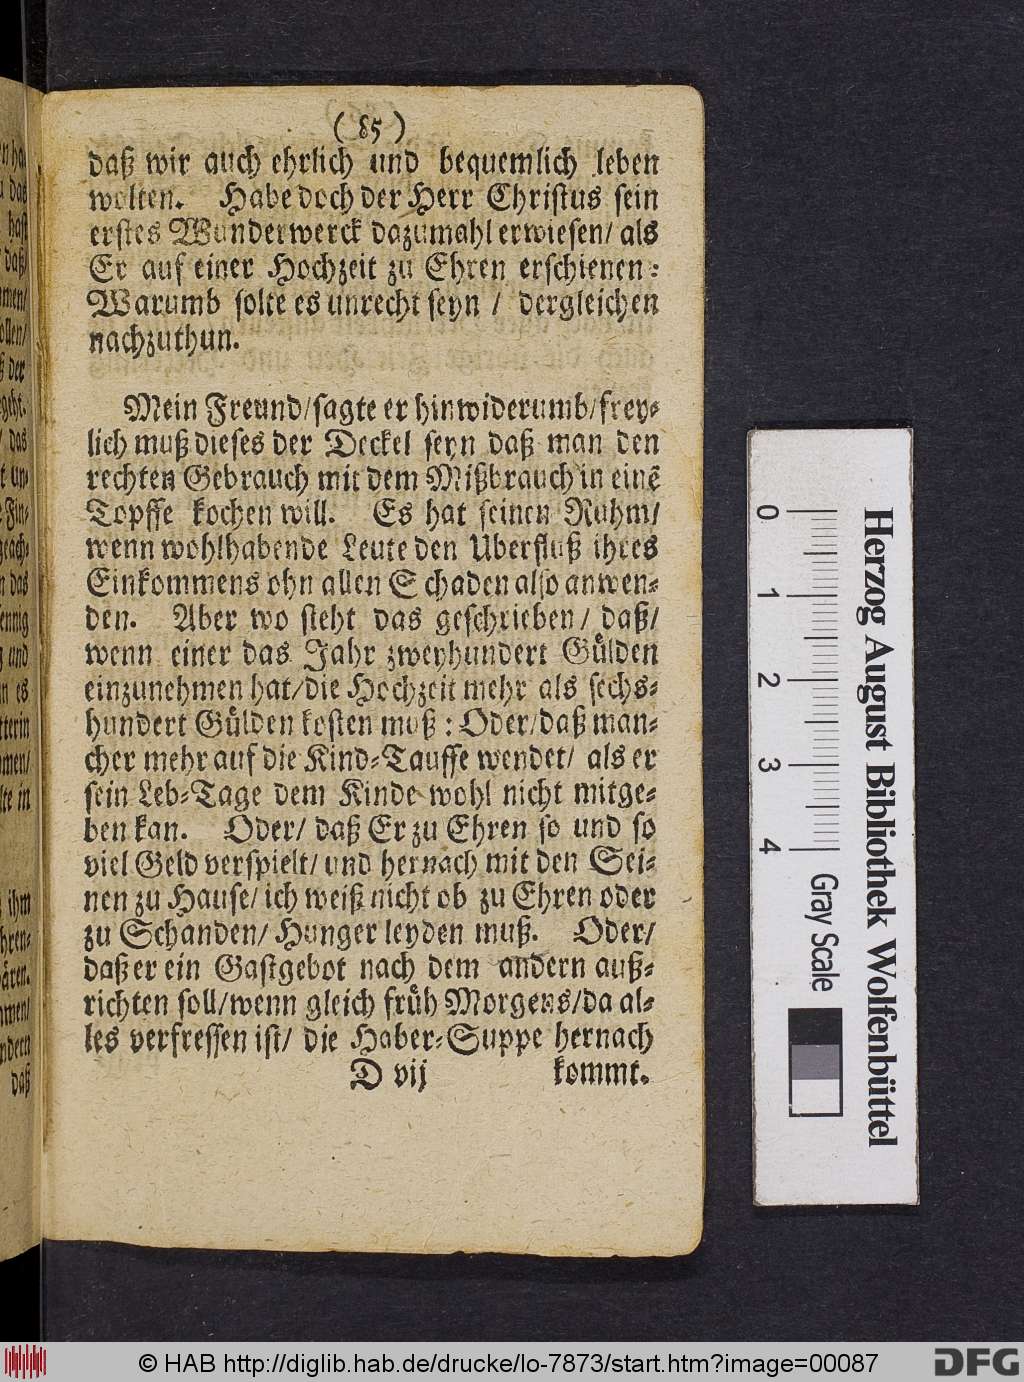 ( 85 )
daß wir auch ehrlich und bequemlich leben
wolten. Habe doch der Herr Christus sein
erstes Wunderwerck dazumahl erwiesen/ als
Er auf einer Hochzeit zu Ehren erschienen:
Warumb solte es unrecht seyn / dergleichen
nachzuthun.
Mein Freund/sagte er hinwiderumb/frey-
lich muß dieses der Deckel seyn daß man den
rechten Gebrauch mit dem Mißbrauch in einẽ
Topffe kochen will. Es hat seinen Ruhm/
wenn wohlhabende Leute den Uberfluß ihres
Einkommens ohn allen Schaden also anwen-
den. Aber wo steht das geschrieben/ daß/
wenn einer das Jahr zweyhundert Gülden
einzunehmen hat/die Hochzeit mehr als sechs-
hundert Gülden kosten muß: Oder/daß man-
cher mehr auf die Kind-Tauffe wendet/ als er
sein Leb-Tage dem Kinde wohl nicht mitge-
ben kan. Oder/ daß Er zu Ehren so und so
viel Geld verspielt/ und hernach mit den Sei-
nen zu Hause/ ich weiß nicht ob zu Ehren oder
zu Schanden/ Hunger leyden muß. Oder/
daß er ein Gastgebot nach dem andern auß-
richten soll/wenn gleich früh Morgens/da al-
les verfressen ist/ die Haber-Suppe hernach
D vij kommt.
0 1 2 3 4 Gray Scale
Herzog August Bibliothek Wolfenbüttel
© HAB http://diglib.hab.de/drucke/lo-7873/start.htm?image=00087
DFG